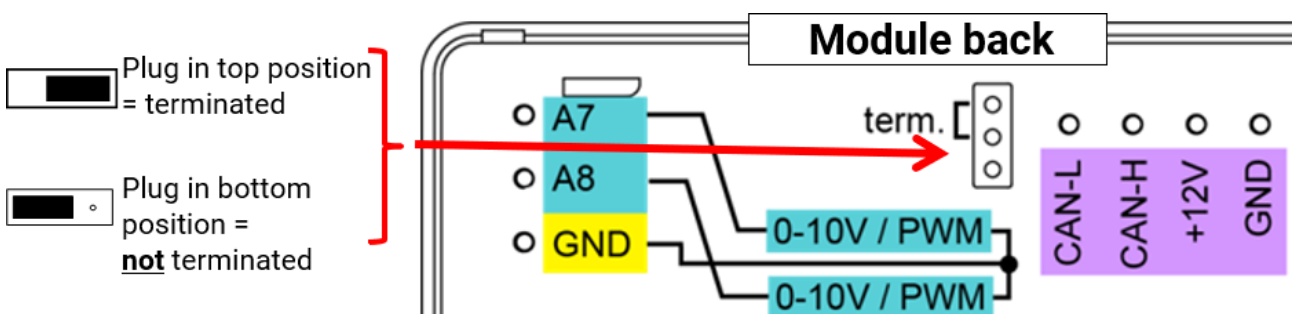 Module back
Plug in top position
= terminated
Plug in bottom
position =
not terminated
A7
A8
GND
term.
0-10V / PWM
0-10V / PWM
CAN-L
CAN-H
+12V
GND